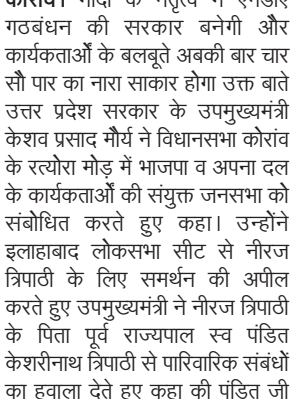 कोरांव। मोदी के नेतृत्व में एनडीए
गठबंधन की सरकार बनेगी और
कार्यकर्ताओं के बलबूते अबकी बार चार
सौ पार का नारा साकार होगा उक्त बाते
उत्तर प्रदेश सरकार के उपमुख्यमंत्री
केशव प्रसाद मौर्य ने विधानसभा कोरांव
के रत्योरा मोड़ में भाजपा व अपना दल
के कार्यकर्ताओं की संयुक्त जनसभा को
संबोधित करते हुए कहा। उन्होंने
इलाहाबाद लोकसभा सीट से नीरज
त्रिपाठी के लिए समर्थन की अपील
करते हुए उपमुख्यमंत्री ने नीरज त्रिपाठी
के पिता पूर्व राज्यपाल स्व पंडित
केशरीनाथ त्रिपाठी से पारिवारिक संबंधों
का हवाला देते हुए कहा की पंडित जी